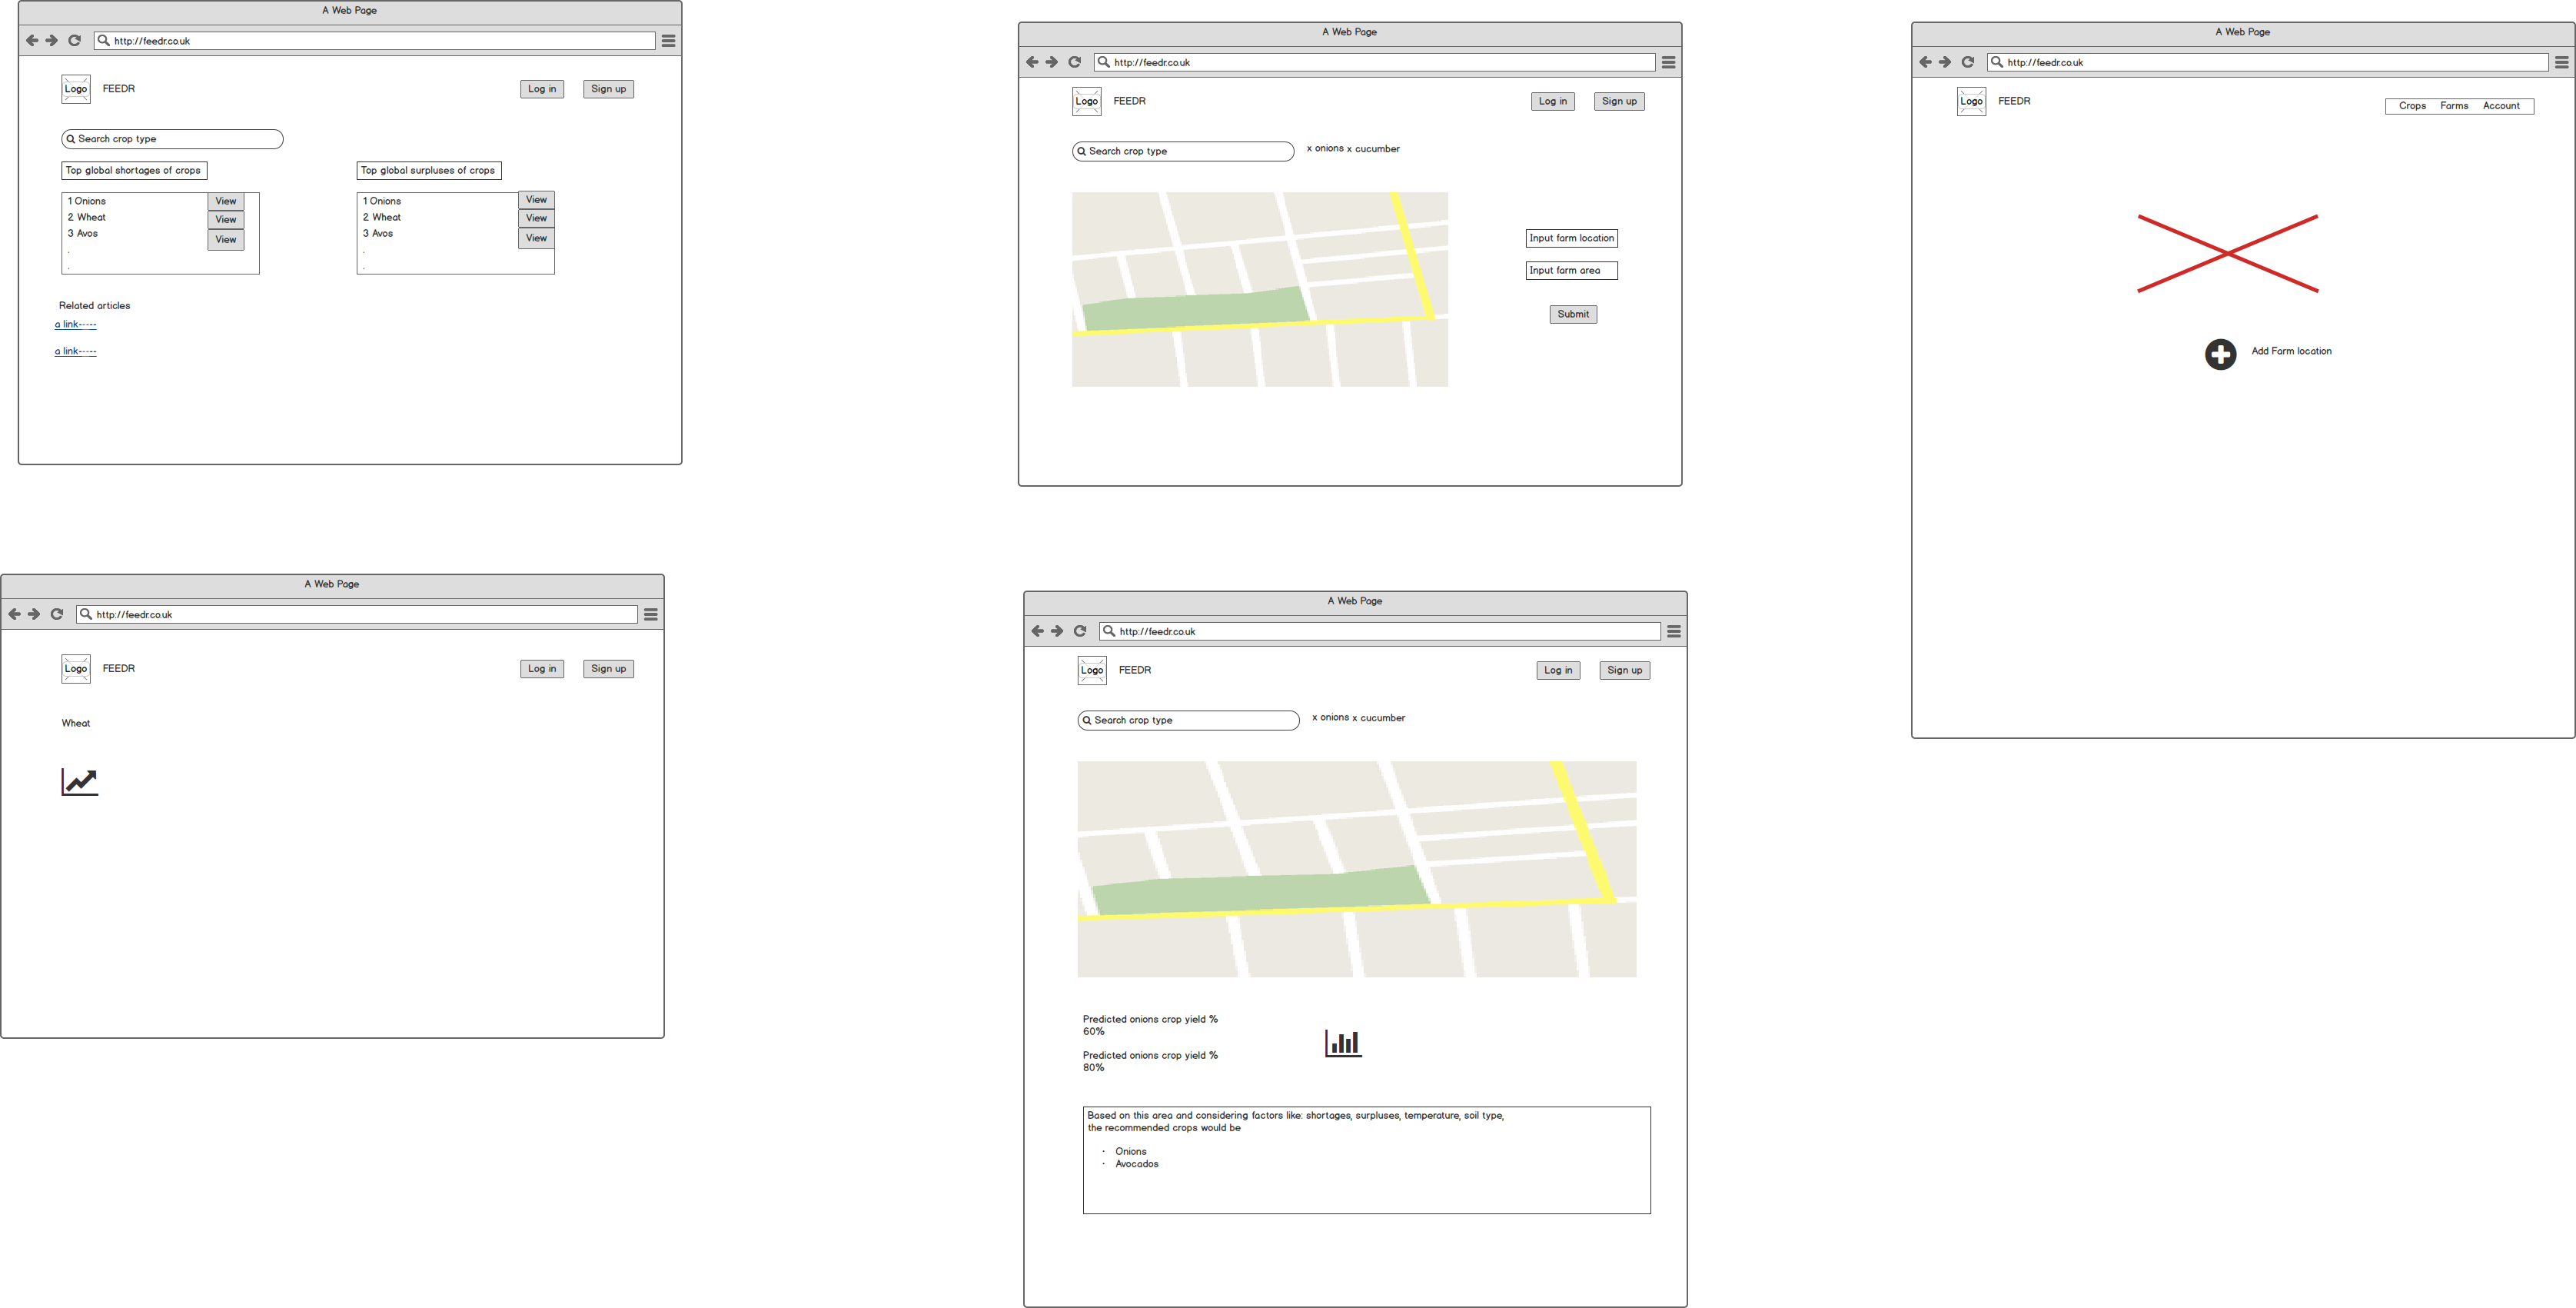 A Web Page
http://feedr.co.uk
Logo FEEDR Log in Sign up
Search crop type
Top global shortages of crops Top global surpluses of crops
1 Onions View 1 Onions View
2 Wheat View 2 Wheat View
3 Avos View 3 Avos View
. .
. .
Related articles
a link-----
a link-----
A Web Page
http://feedr.co.uk
Logo FEEDR Log in Sign up
Search crop type x onions x cucumber
Input farm location
Input farm area
Submit
A Web Page
http://feedr.co.uk
Logo FEEDR Crops Farms Account
Add Farm location
A Web Page
http://feedr.co.uk
Logo FEEDR Log in Sign up
Wheat
A Web Page
http://feedr.co.uk
Logo FEEDR Log in Sign up
Search crop type x onions x cucumber
Predicted onions crop yield %
60%
Predicted onions crop yield %
80%
Based on this area and considering factors like: shortages, surpluses, temperature, soil type,
the recommended crops would be
· Onions
· Avocados